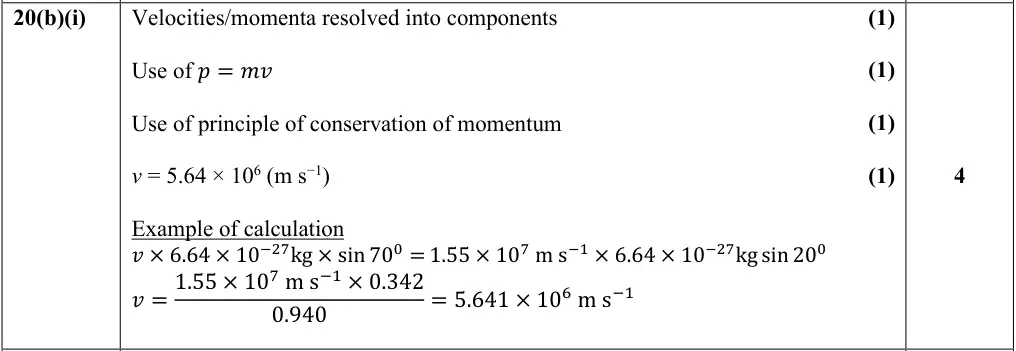 20(b)(i) Velocities/momenta resolved into components (1)
Use of 𝑝 = 𝑚𝑣 (1)
Use of principle of conservation of momentum (1)
v = 5.64 × 10⁶ (m s⁻¹) (1) 4
Example of calculation
𝑣 × 6.64 × 10⁻²⁷kg × sin 70⁰ = 1.55 × 10⁷ m s⁻¹ × 6.64 × 10⁻²⁷kg sin 20⁰
𝑣 = (1.55 × 10⁷ m s⁻¹ × 0.342)/0.940 = 5.641 × 10⁶ m s⁻¹